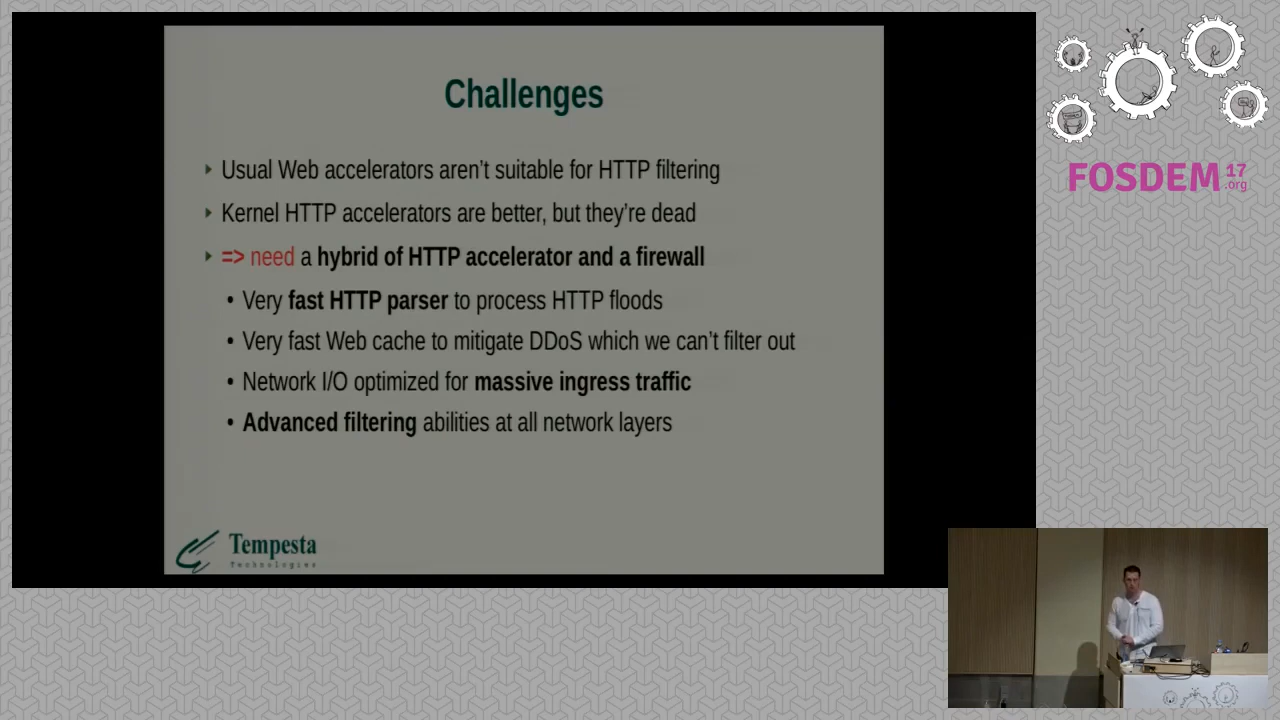 Challenges
Usual Web accelerators aren’t suitable for HTTP filtering
Kernel HTTP accelerators are better, but they’re dead
=> need a hybrid of HTTP accelerator and a firewall
• Very fast HTTP parser to process HTTP floods
• Very fast Web cache to mitigate DDoS which we can’t filter out
• Network I/O optimized for massive ingress traffic
• Advanced filtering abilities at all network layers
Tempesta
Technologies
FOSDEM 17
.org